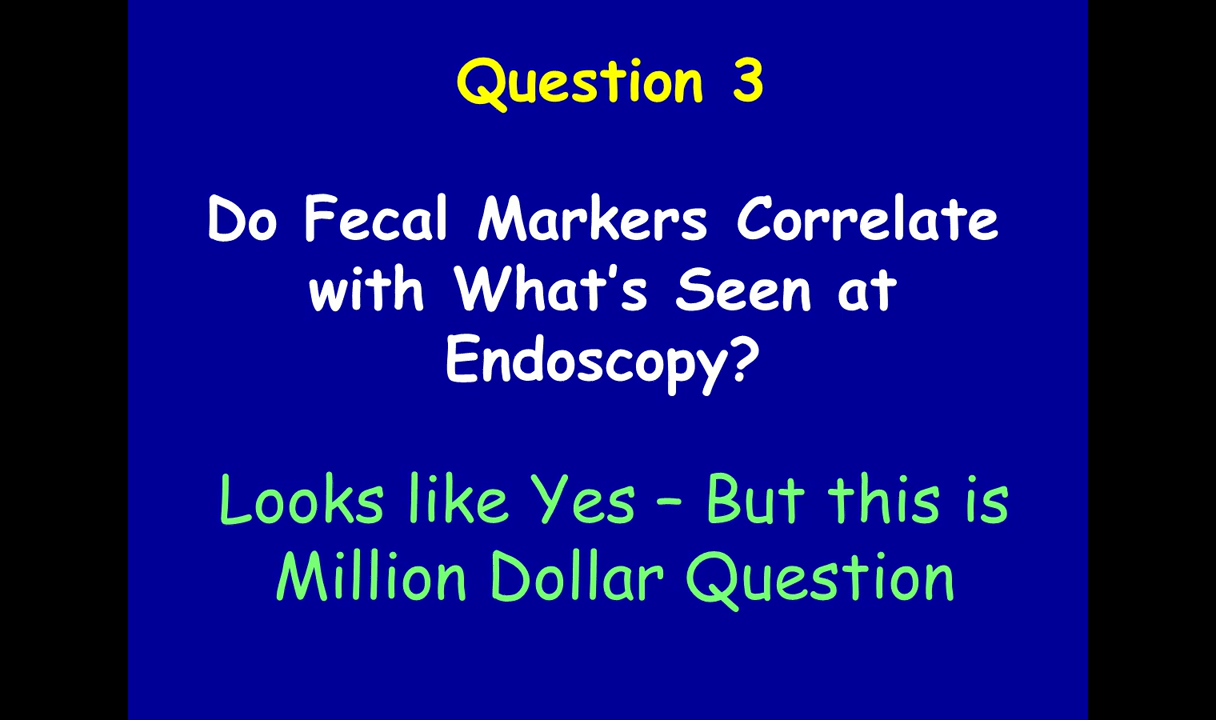 Question 3
Do Fecal Markers Correlate
with What's Seen at
Endoscopy?
Looks like Yes – But this is
Million Dollar Question